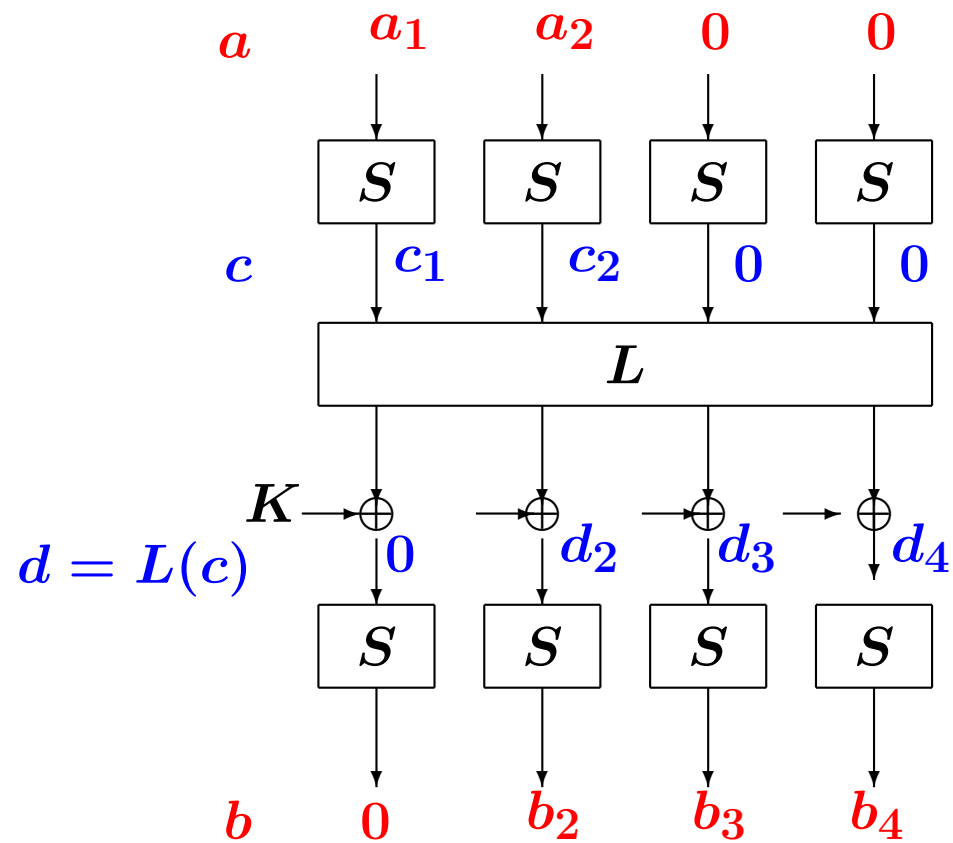 a a₁ a₂ 0 0
S S S S
c c₁ c₂ 0 0
L
K
d = L(c) 0 d₂ d₃ d₄
S S S S
b 0 b₂ b₃ b₄